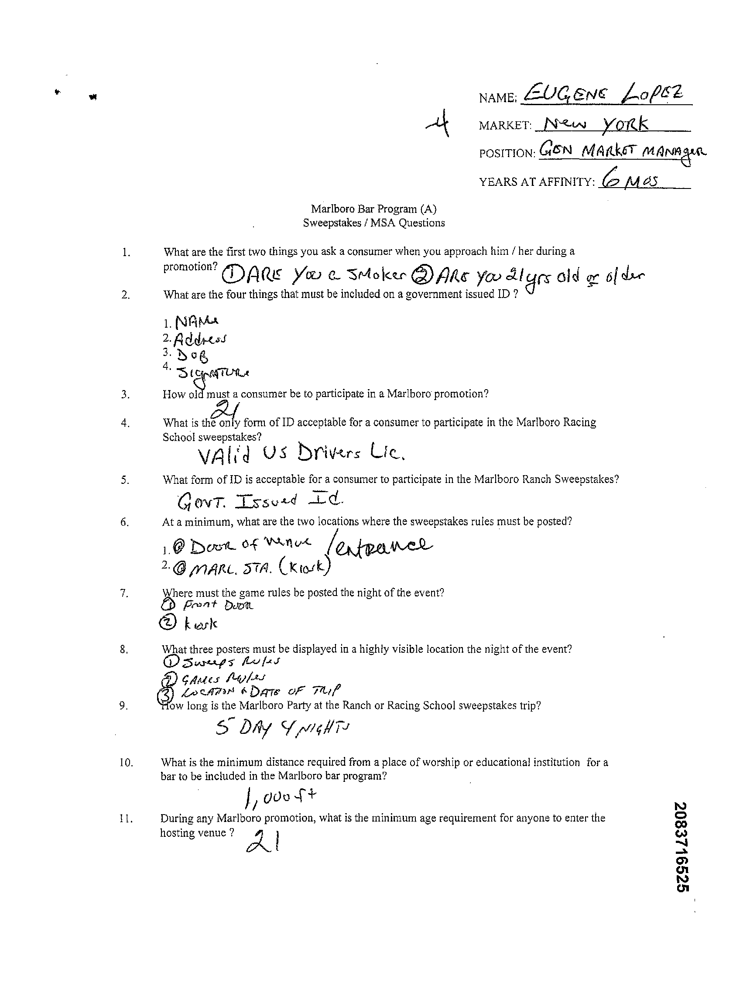 NAME: EUGENE LOPEZ
4 MARKET: New YORK
POSITION: GEN MARKET MANAGER
YEARS AT AFFINITY: 6 MOS
Marlboro Bar Program (A)
Sweepstakes / MSA Questions
1. What are the first two things you ask a consumer when you approach him / her during a
promotion? ① ARE You a SMoker ② ARE you 21 yrs old or older
2. What are the four things that must be included on a government issued ID ?
1. NAMe
2. Address
3. DOB
4. SIGNATURe
3. How old must a consumer be to participate in a Marlboro promotion?
21
4. What is the only form of ID acceptable for a consumer to participate in the Marlboro Racing
School sweepstakes?
VAlid US Drivers Lic.
5. What form of ID is acceptable for a consumer to participate in the Marlboro Ranch Sweepstakes?
GOVT. Issued Id.
6. At a minimum, what are the two locations where the sweepstakes rules must be posted?
1. @ Door of venue / entrance
2. @ MARL. STA. (Kiosk)
7. Where must the game rules be posted the night of the event?
① Front Door
② kiosk
8. What three posters must be displayed in a highly visible location the night of the event?
① Sweeps Rules
② GAMES Rules
③ LOCATION & DATE OF TRIP
9. How long is the Marlboro Party at the Ranch or Racing School sweepstakes trip?
5 DAY 4 NIGHTS
10. What is the minimum distance required from a place of worship or educational institution for a
bar to be included in the Marlboro bar program?
1,000 ft
11. During any Marlboro promotion, what is the minimum age requirement for anyone to enter the
hosting venue ? 21
2083716525